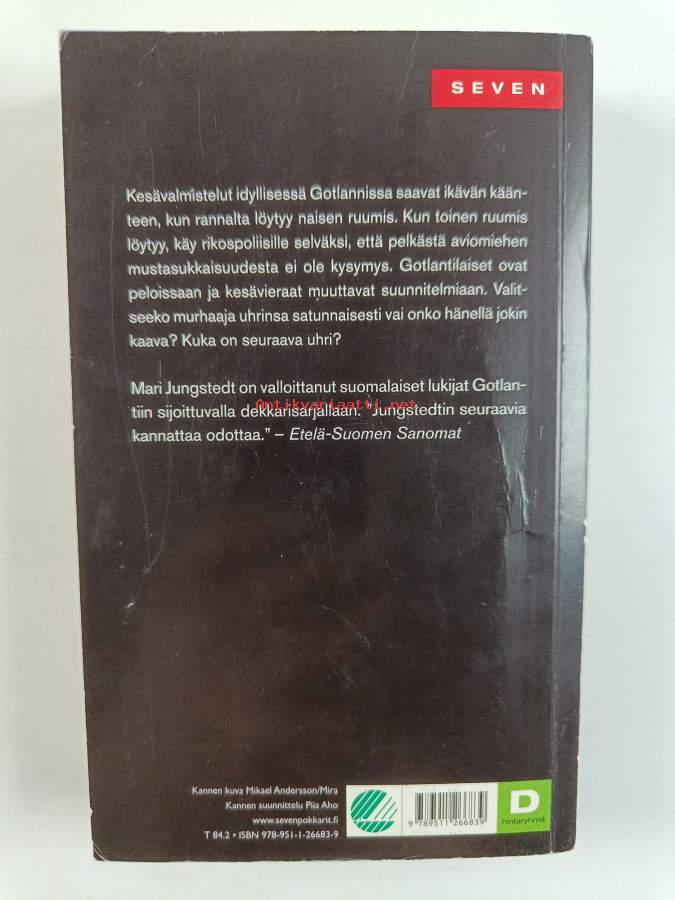 SEVEN
Kesävalmistelut idyllisessä Gotlannissa saavat ikävän kään-
teen, kun rannalta löytyy naisen ruumis. Kun toinen ruumis
löytyy, käy rikospoliisille selväksi, että pelkästä aviomiehen
mustasukkaisuudesta ei ole kysymys. Gotlantilaiset ovat
peloissaan ja kesävieraat muuttavat suunnitelmiaan. Valit-
seeko murhaaja uhrinsa satunnaisesti vai onko hänellä jokin
kaava? Kuka on seuraava uhri?
Mari Jungstedt on valloittanut suomalaiset lukijat Gotlan-
Antikvariaatti.net
tiin sijoittuvalla dekkarisarjallaan. "Jungstedtin seuraavia
kannattaa odottaa." – Etelä-Suomen Sanomat
Kannen kuva Mikael Andersson/Mira
Kannen suunnittelu Piia Aho
www.sevenpokkarit.fi
T 84.2 • ISBN 978-951-1-26683-9
9 789511 266839
D
hintaryhmä